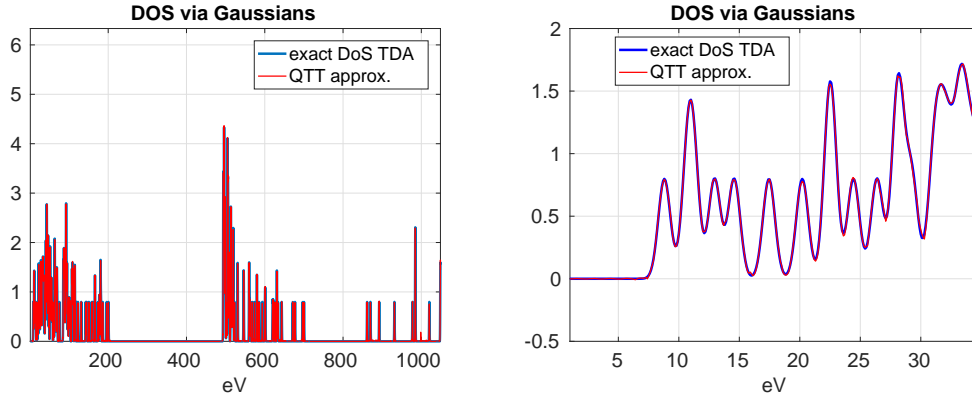 DOS via Gaussians
6
5
4
3
2
1
0
exact DoS TDA
QTT approx.
200 400 600 800 1000
eV
DOS via Gaussians
2
1.5
1
0.5
0
-0.5
exact DoS TDA
QTT approx.
5 10 15 20 25 30
eV